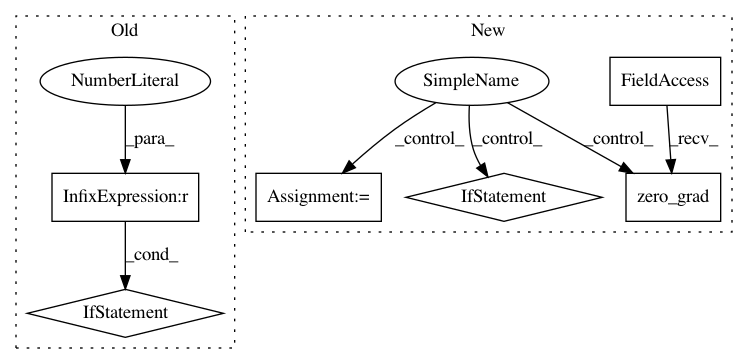 Old
New
NumberLiteral
SimpleName
FieldAccess
_para_
_control_
_control_
_control_
_recv_
InfixExpression:r
Assignment:=
IfStatement
zero_grad
_cond_
IfStatement